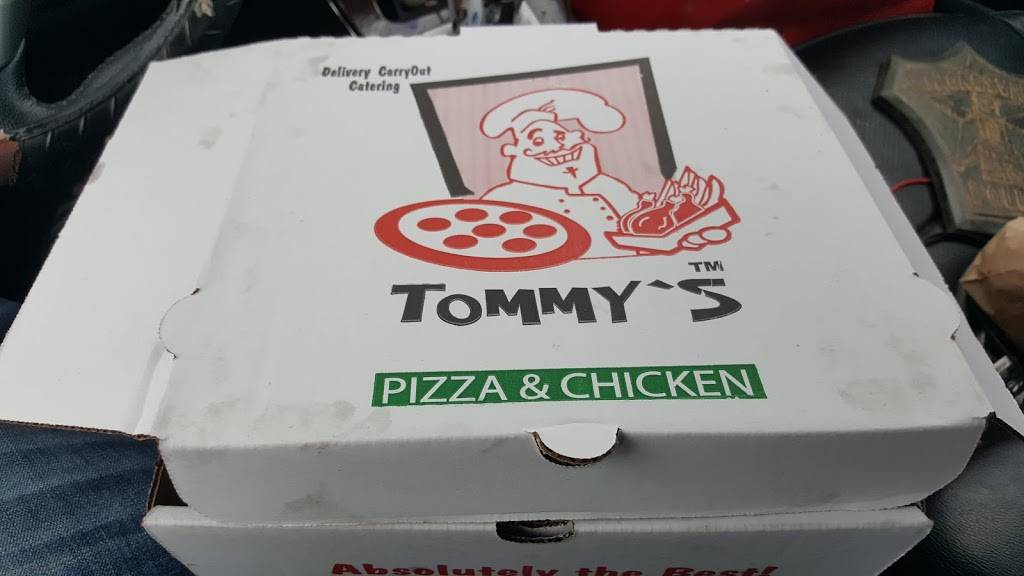 Delivery CarryOut
Catering
TOMMY'S™
PIZZA & CHICKEN
Absolutely the Best!